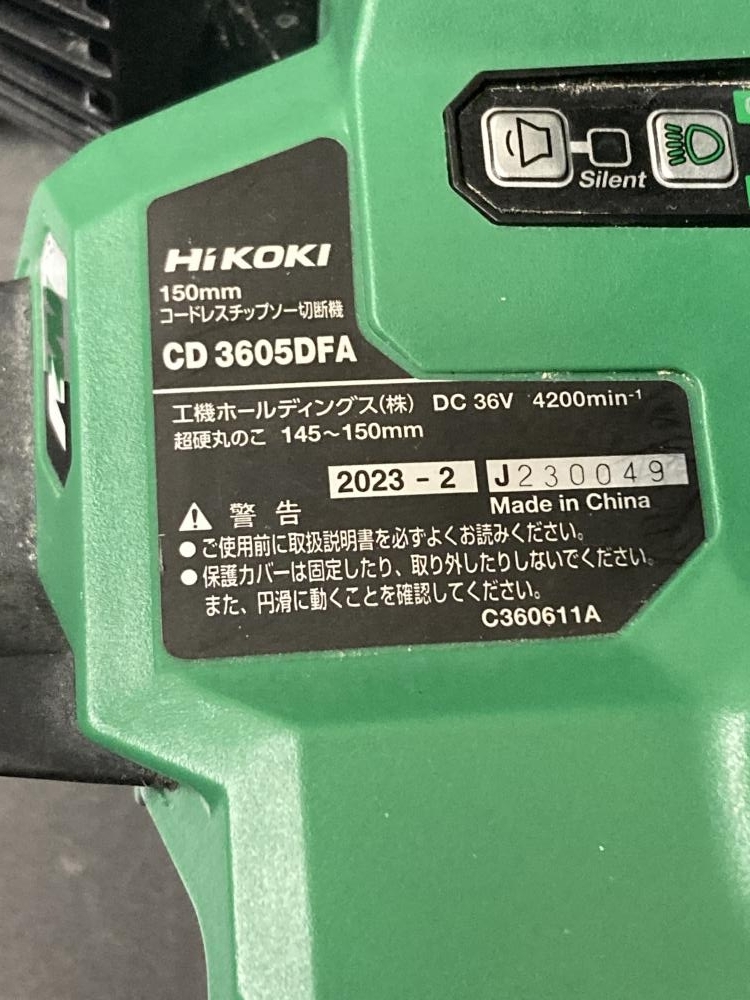 Silent
HiKOKI
150mm
コードレスチップソー切断機
CD 3605DFA
工機ホールディングス(株) DC 36V 4200min⁻¹
超硬丸のこ 145～150mm
2023 - 2 J230049
Made in China
警告
● ご使用前に取扱説明書を必ずよくお読みください。
● 保護カバーは固定したり、取り外したりしないでください。
また、円滑に動くことを確認してください。
C360611A